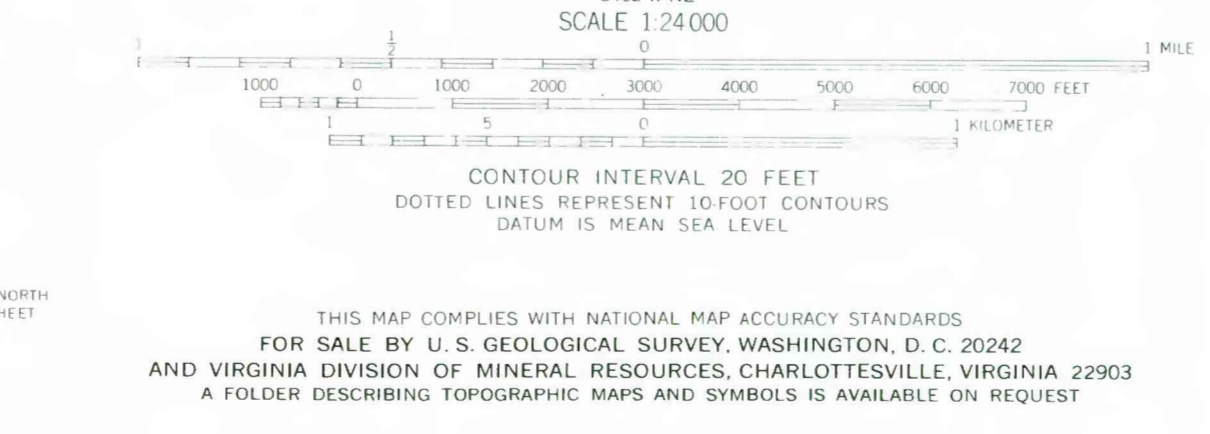 SCALE 1:24 000
1 ½ 0 1 MILE
1000 0 1000 2000 3000 4000 5000 6000 7000 FEET
1 5 0 1 KILOMETER
CONTOUR INTERVAL 20 FEET
DOTTED LINES REPRESENT 10-FOOT CONTOURS
DATUM IS MEAN SEA LEVEL
NORTH
THIS MAP COMPLIES WITH NATIONAL MAP ACCURACY STANDARDS
FOR SALE BY U. S. GEOLOGICAL SURVEY, WASHINGTON, D. C. 20242
AND VIRGINIA DIVISION OF MINERAL RESOURCES, CHARLOTTESVILLE, VIRGINIA 22903
A FOLDER DESCRIBING TOPOGRAPHIC MAPS AND SYMBOLS IS AVAILABLE ON REQUEST